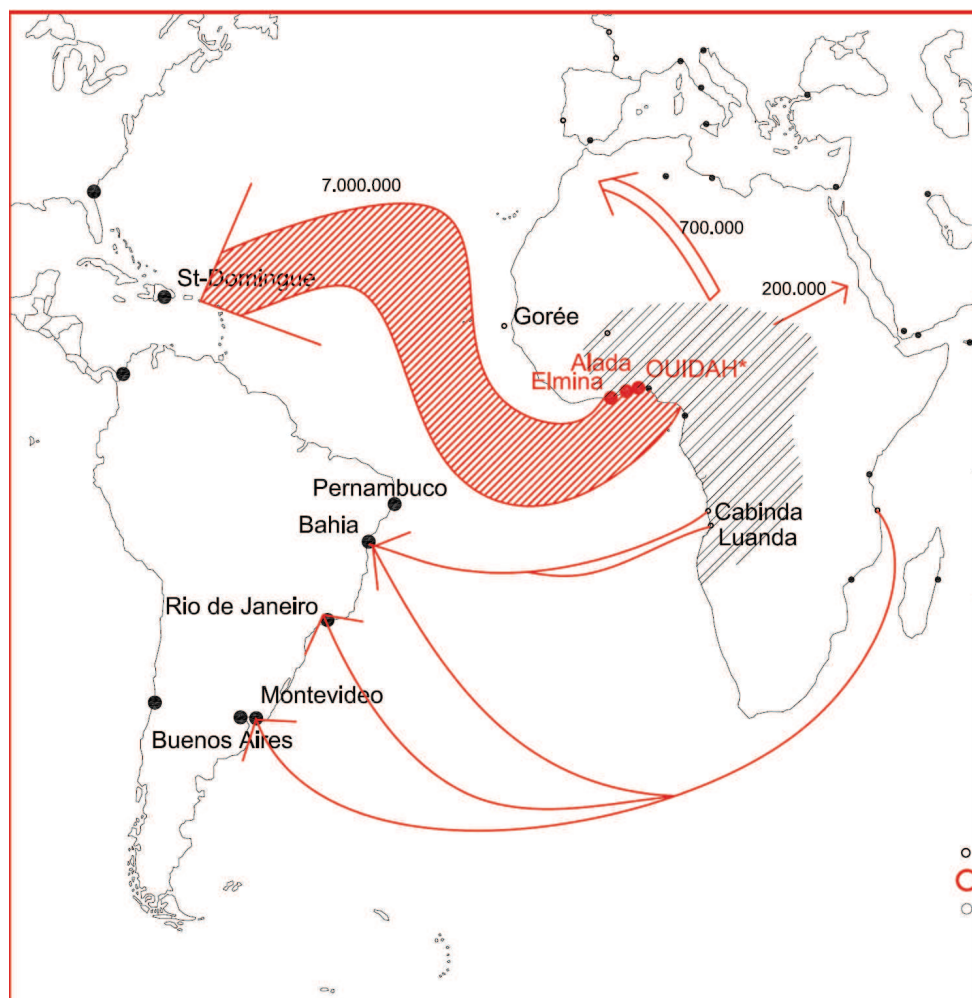 7.000.000
700.000
St-Domingue
200.000
Gorée
Alada
OUIDAH*
Elmina
Pernambuco
Bahia
Cabinda
Luanda
Rio de Janeiro
Montevideo
Buenos Aires